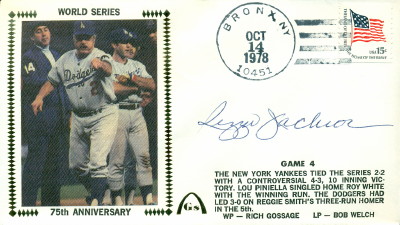 WORLD SERIES
14
Dodgers
75th ANNIVERSARY
GS
BRONX, NY
OCT
14
1978
10451
USA 15c
Reggie Jackson
GAME 4
THE NEW YORK YANKEES TIED THE SERIES 2-2
WITH A CONTROVERSIAL 4-3, 10 INNING VIC-
TORY. LOU PINIELLA SINGLED HOME ROY WHITE
WITH THE WINNING RUN. THE DODGERS HAD
LED 3-0 ON REGGIE SMITH'S THREE-RUN HOMER
IN THE 5th.
WP — RICH GOSSAGE LP — BOB WELCH